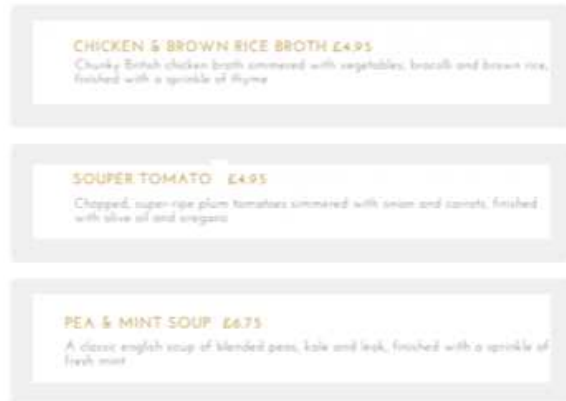 CHICKEN & BROWN RICE BROTH £4.95
Chunky British chicken broth simmered with vegetables, brocolli and brown rice,
finished with a sprinkle of thyme
SOUPER TOMATO £4.95
Chopped, super-ripe plum tomatoes simmered with onion and carrots, finished
with olive oil and oregano
PEA & MINT SOUP £6.75
A classic english soup of blended peas, kale and leek, finished with a sprinkle of
fresh mint